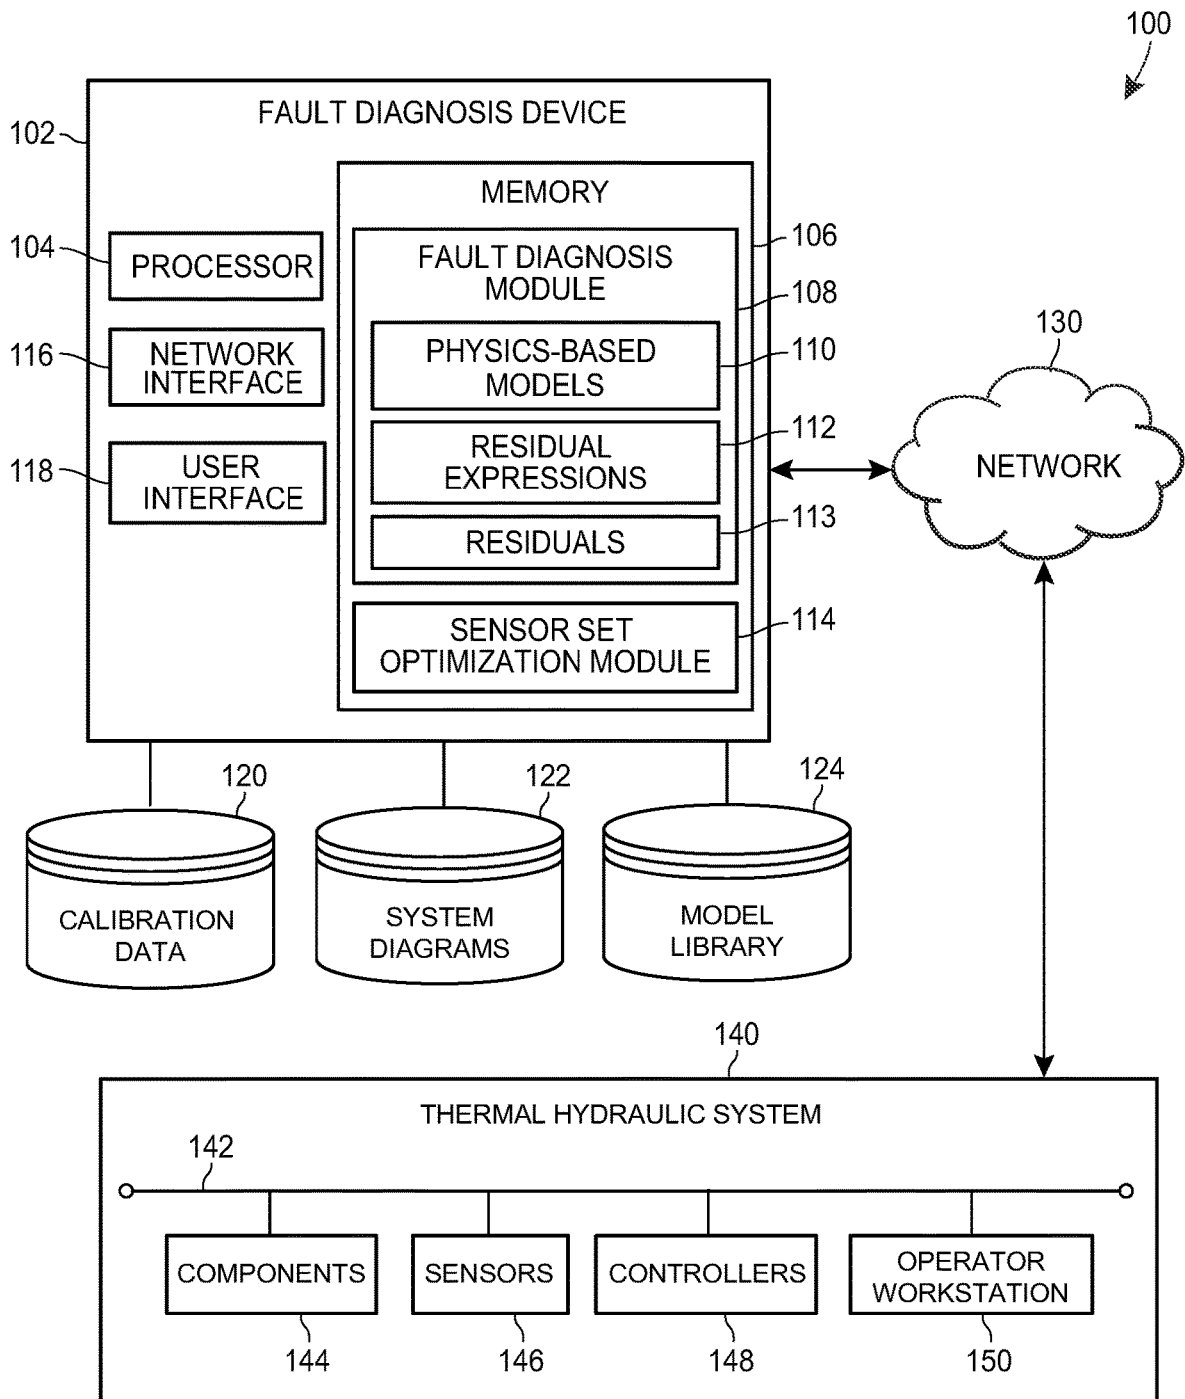 100
FAULT DIAGNOSIS DEVICE
102
MEMORY
104
PROCESSOR
106
FAULT DIAGNOSIS
MODULE
108
116
NETWORK
INTERFACE
PHYSICS-BASED
MODELS
110
130
118
USER
INTERFACE
RESIDUAL
EXPRESSIONS
112
NETWORK
RESIDUALS
113
SENSOR SET
OPTIMIZATION MODULE
114
120
122
124
CALIBRATION
DATA
SYSTEM
DIAGRAMS
MODEL
LIBRARY
140
THERMAL HYDRAULIC SYSTEM
142
COMPONENTS
SENSORS
CONTROLLERS
OPERATOR
WORKSTATION
144
146
148
150